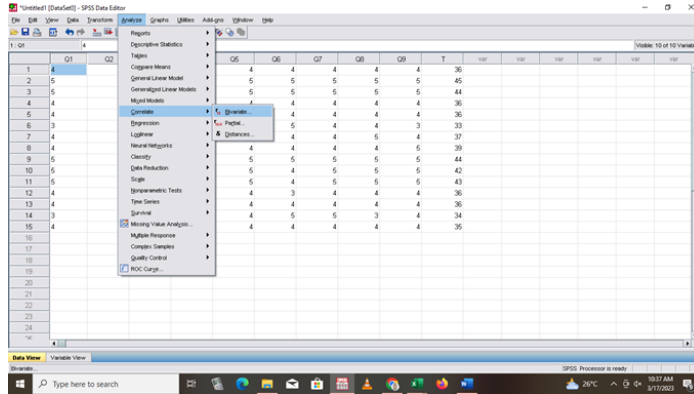 *Untitled1 [DataSet0] - SPSS Data Editor
File Edit View Data Transform Analyze Graphs Utilities Add-ons Window Help
1 : Q1 4 Visible: 10 of 10 Variab
Q1 Q2 Q5 Q6 Q7 Q8 Q9 T var var var var var var
Reports
Descriptive Statistics
Tables
Compare Means
General Linear Model
Generalized Linear Models
Mixed Models
Correlate
Regression
Loglinear
Neural Networks
Classify
Data Reduction
Scale
Nonparametric Tests
Time Series
Survival
Missing Value Analysis...
Multiple Response
Complex Samples
Quality Control
ROC Curve...
Bivariate...
Partial...
Distances...
1 4 4 4 4 4 4 36
2 5 5 5 5 5 5 45
3 5 5 5 5 5 5 44
4 4 4 4 4 36
5 4 4 4 4 36
6 3 5 4 4 3 33
7 4 4 4 5 4 37
8 4 4 4 4 4 5 39
9 5 5 5 5 5 5 44
10 5 5 4 5 5 5 42
11 5 5 4 5 5 5 43
12 4 4 3 4 4 4 36
13 4 4 4 4 4 4 36
14 3 4 5 5 3 4 34
15 4 4 4 4 4 4 35
16
17
18
19
20
21
22
23
24
Data View Variable View
Bivariate... SPSS Processor is ready
Type here to search 26°C 10:37 AM
3/17/2023